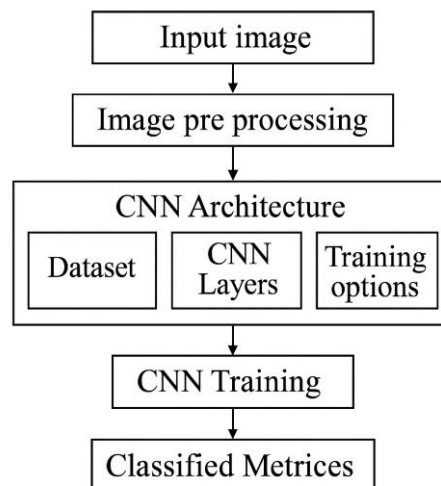 Input image
Image pre processing
CNN Architecture
Dataset
CNN
Layers
Training
options
CNN Training
Classified Metrices